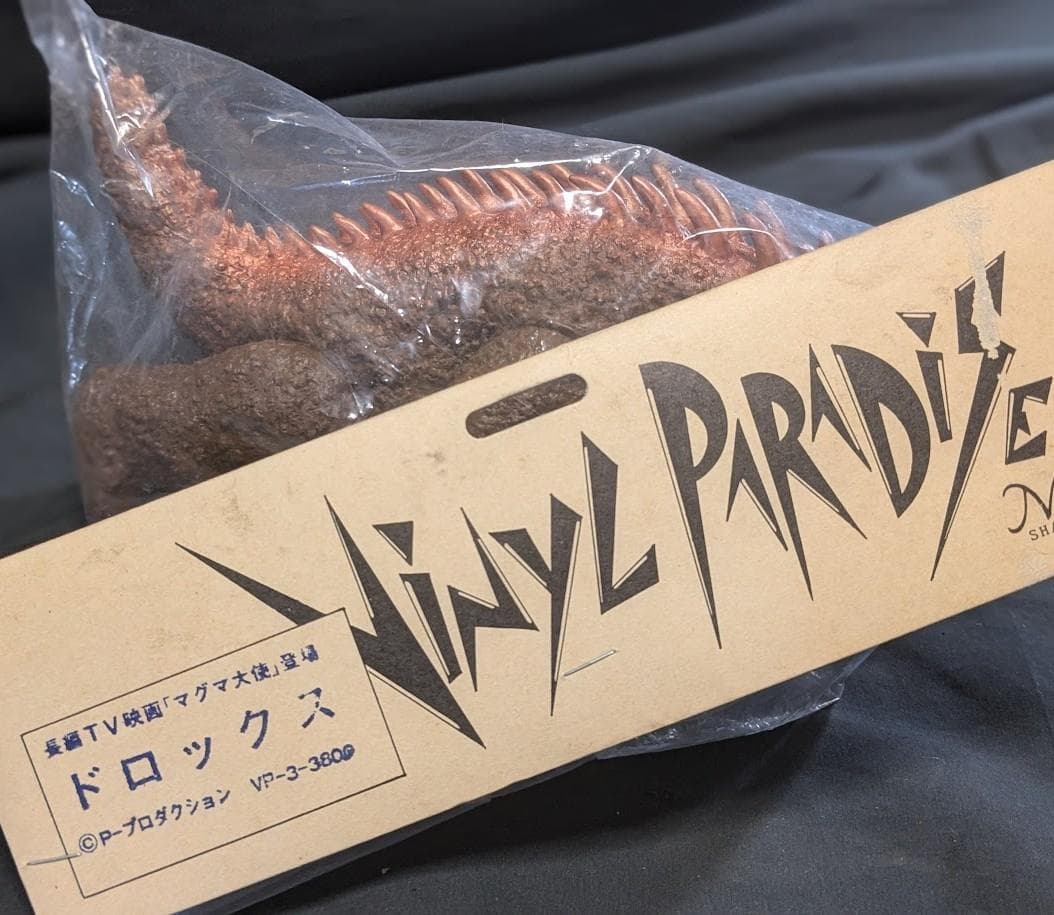 VINYL PARADISE
SHA
長編TV映画「マグマ大使」登場
ドロックス
©P-プロダクション VP-3-3800